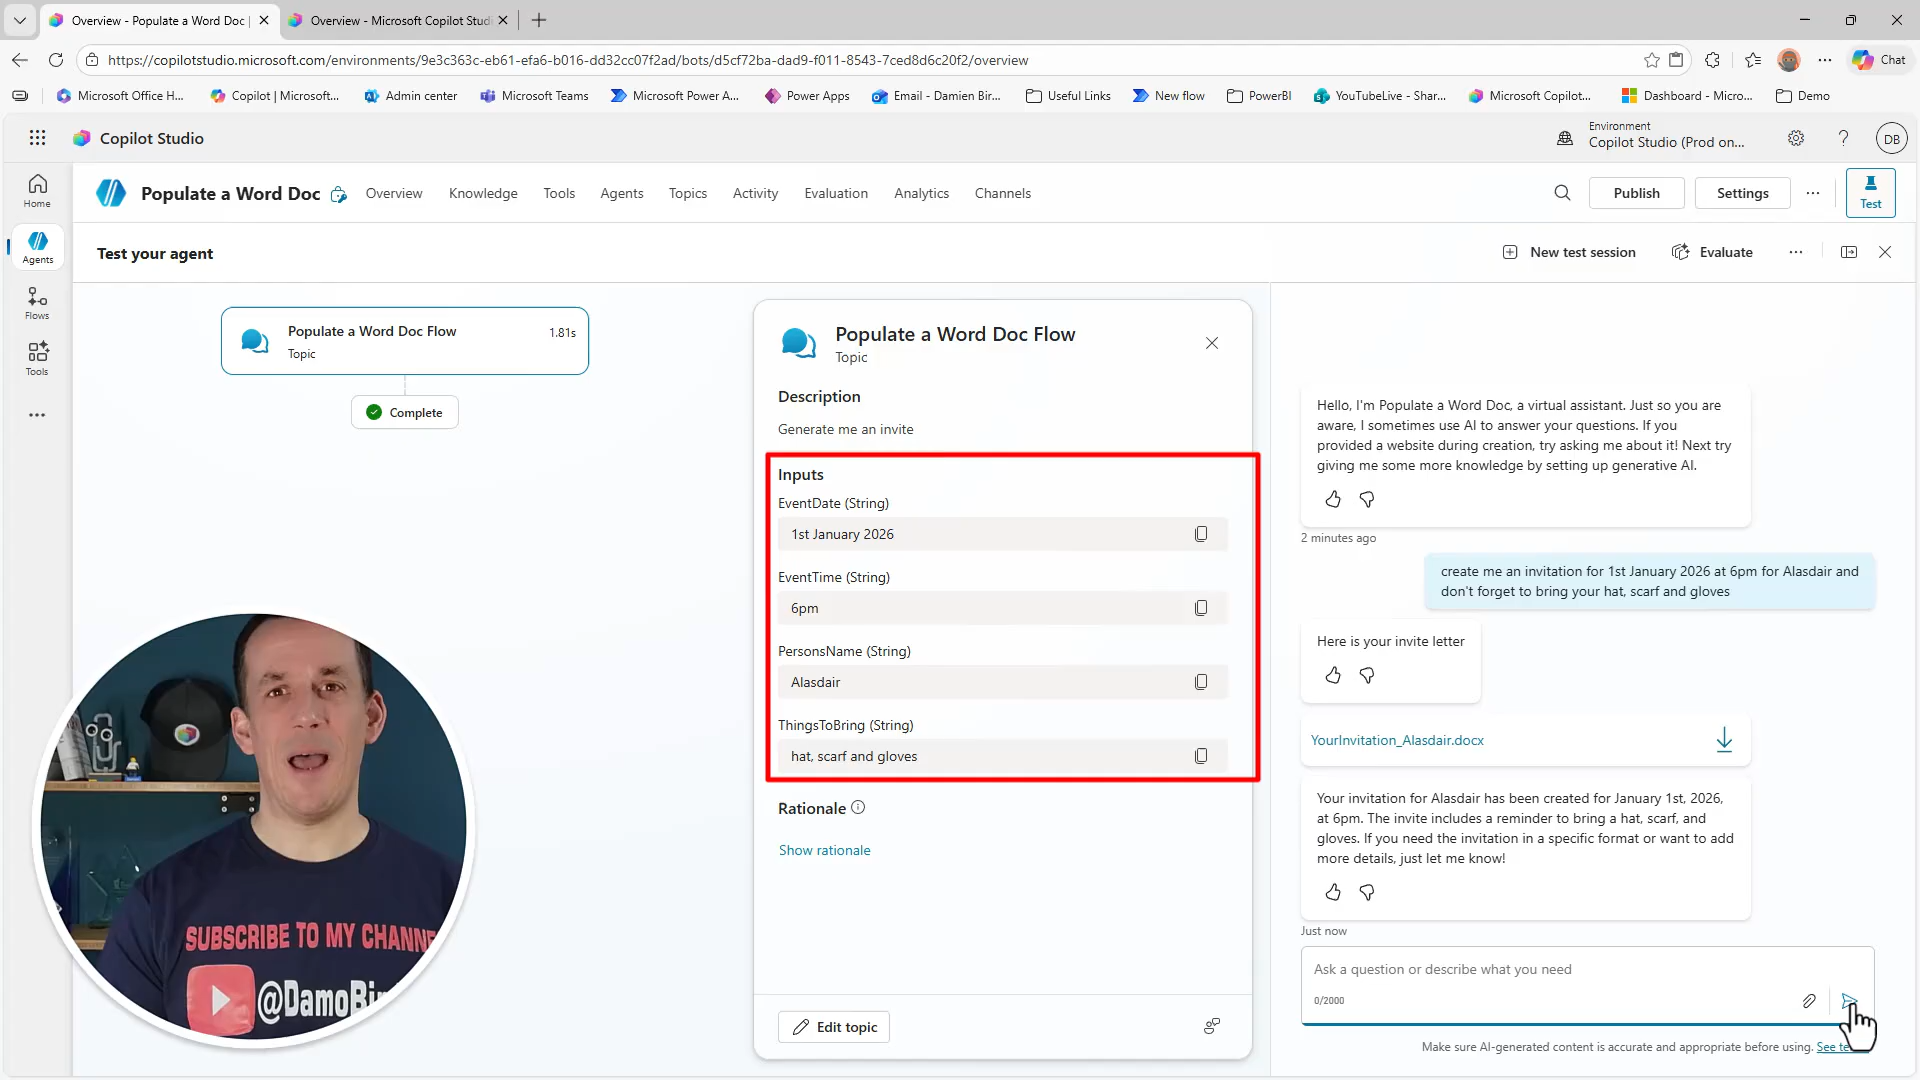 Overview - Populate a Word Doc |
Overview - Microsoft Copilot Studi
https://copilotstudio.microsoft.com/environments/9e3c363c-eb61-efa6-b016-dd32cc07f2ad/bots/d5cf72ba-dad9-f011-8543-7ced8d6c20f2/overview
Chat
Microsoft Office H...
Copilot | Microsoft...
Admin center
Microsoft Teams
Microsoft Power A...
Power Apps
Email - Damien Bir...
Useful Links
New flow
PowerBI
YouTubeLive - Shar...
Microsoft Copilot...
Dashboard - Micro...
Demo
Copilot Studio
Environment
Copilot Studio (Prod on...
DB
Home
Agents
Flows
Tools
Populate a Word Doc
Overview
Knowledge
Tools
Agents
Topics
Activity
Evaluation
Analytics
Channels
Publish
Settings
Test
Test your agent
New test session
Evaluate
Populate a Word Doc Flow
1.81s
Topic
Complete
Populate a Word Doc Flow
Topic
Description
Generate me an invite
Inputs
EventDate (String)
1st January 2026
EventTime (String)
6pm
PersonsName (String)
Alasdair
ThingsToBring (String)
hat, scarf and gloves
Rationale
Show rationale
Edit topic
Hello, I'm Populate a Word Doc, a virtual assistant. Just so you are
aware, I sometimes use AI to answer your questions. If you
provided a website during creation, try asking me about it! Next try
giving me some more knowledge by setting up generative AI.
2 minutes ago
create me an invitation for 1st January 2026 at 6pm for Alasdair and
don't forget to bring your hat, scarf and gloves
Here is your invite letter
YourInvitation_Alasdair.docx
Your invitation for Alasdair has been created for January 1st, 2026,
at 6pm. The invite includes a reminder to bring a hat, scarf, and
gloves. If you need the invitation in a specific format or want to add
more details, just let me know!
Just now
Ask a question or describe what you need
0/2000
Make sure AI-generated content is accurate and appropriate before using. See te
SUBSCRIBE TO MY CHANNE
@DamoBi